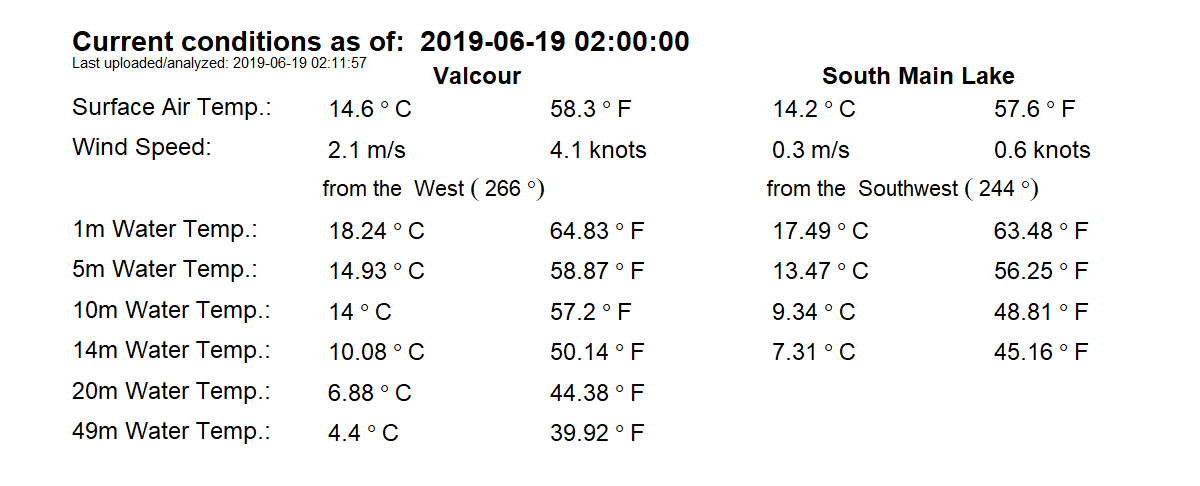 Current conditions as of: 2019-06-19 02:00:00
Last uploaded/analyzed: 2019-06-19 02:11:57
Valcour South Main Lake
Surface Air Temp.: 14.6 ° C 58.3 ° F 14.2 ° C 57.6 ° F
Wind Speed: 2.1 m/s 4.1 knots 0.3 m/s 0.6 knots
from the West ( 266 °) from the Southwest ( 244 °)
1m Water Temp.: 18.24 ° C 64.83 ° F 17.49 ° C 63.48 ° F
5m Water Temp.: 14.93 ° C 58.87 ° F 13.47 ° C 56.25 ° F
10m Water Temp.: 14 ° C 57.2 ° F 9.34 ° C 48.81 ° F
14m Water Temp.: 10.08 ° C 50.14 ° F 7.31 ° C 45.16 ° F
20m Water Temp.: 6.88 ° C 44.38 ° F
49m Water Temp.: 4.4 ° C 39.92 ° F